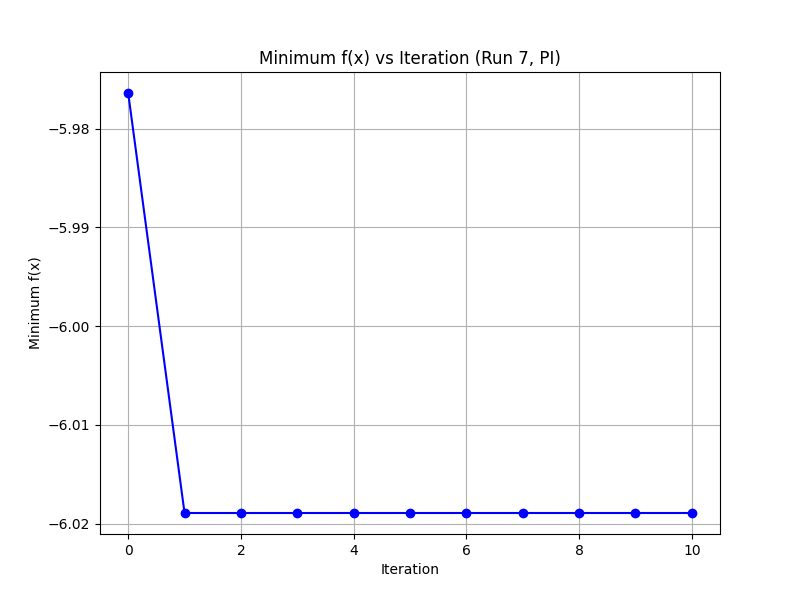 Minimum f(x) vs Iteration (Run 7, PI)
Minimum f(x)
−5.98
−5.99
−6.00
−6.01
−6.02
0 2 4 6 8 10
Iteration